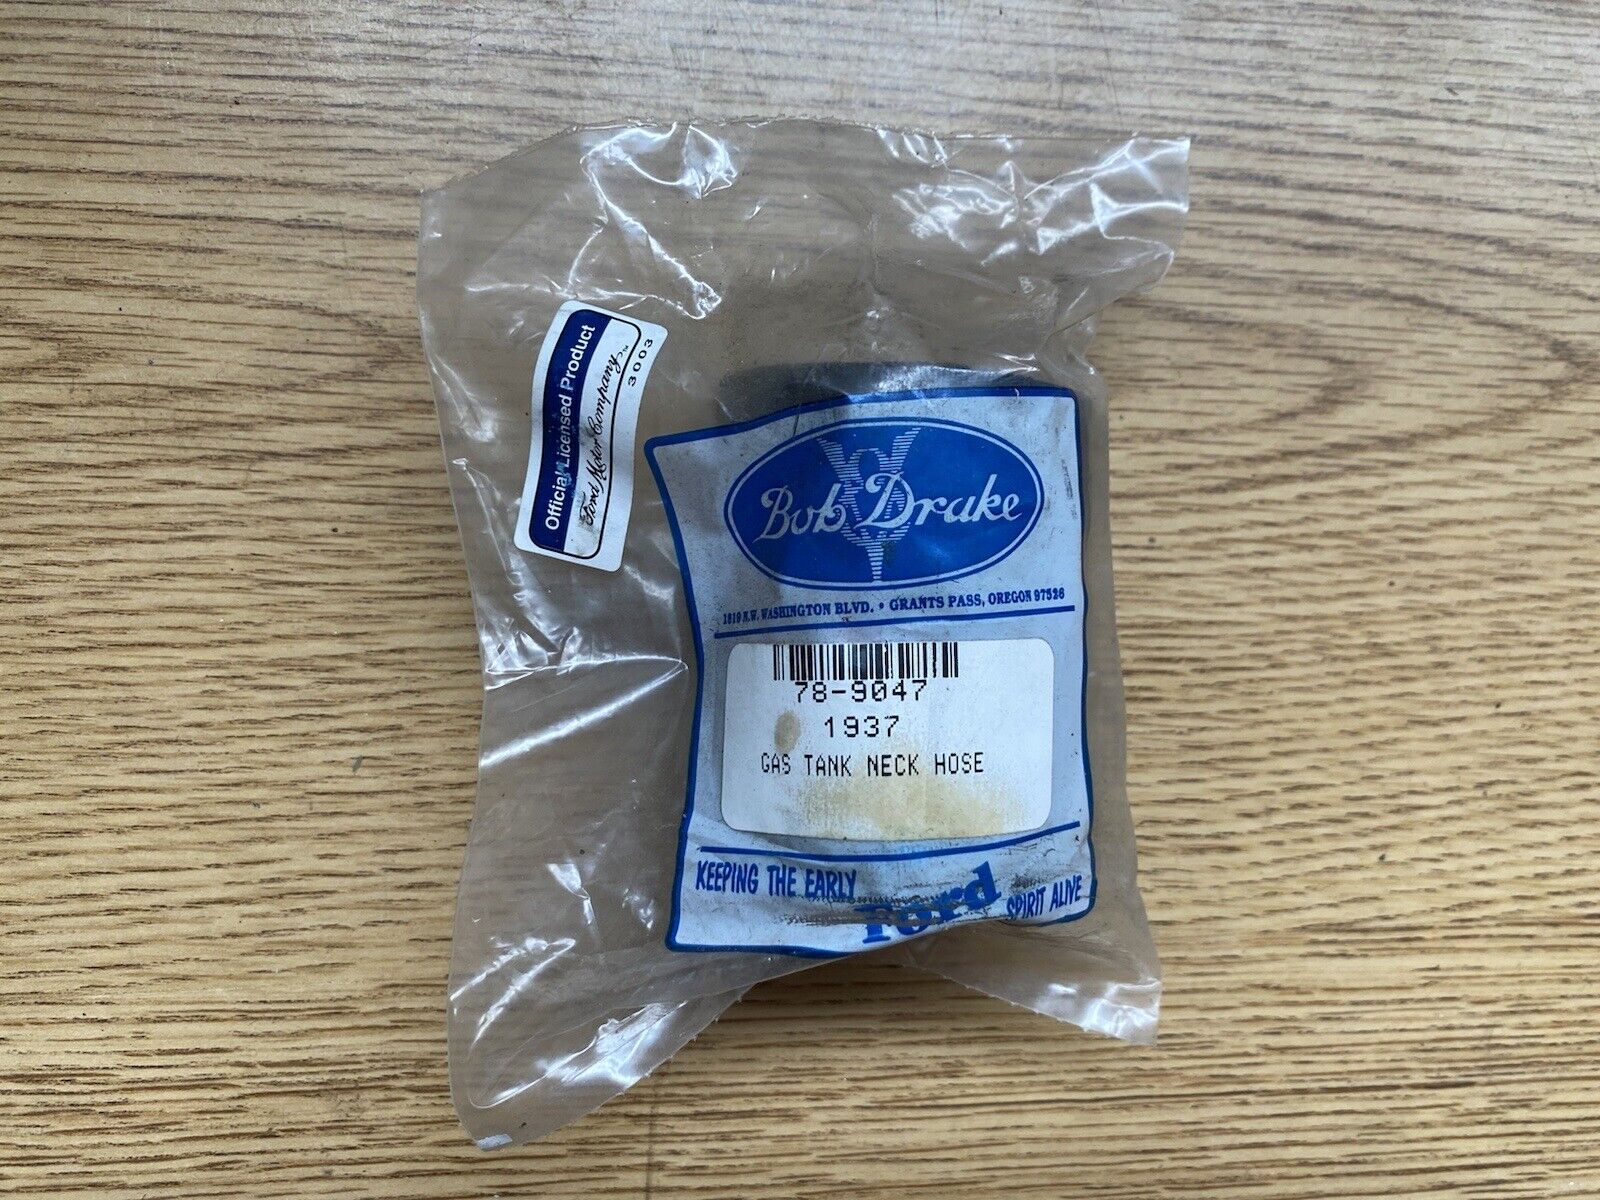 Official Licensed Product
Ford Motor Company™
3003
Bob Drake
1819 N.W. WASHINGTON BLVD. • GRANTS PASS, OREGON 97526
78-9047
1937
GAS TANK NECK HOSE
KEEPING THE EARLY Ford SPIRIT ALIVE